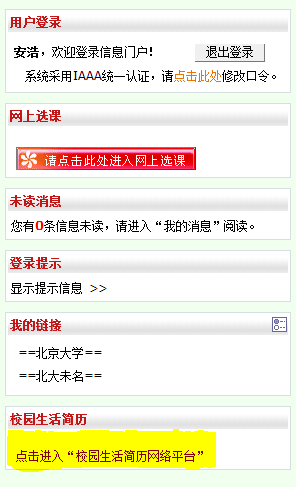 用户登录
安浩，欢迎登录信息门户！ 退出登录
系统采用IAAA统一认证，请点击此处修改口令。
网上选课
请点击此处进入网上选课
未读消息
您有0条信息未读，请进入“我的消息”阅读。
登录提示
显示提示信息 >>
我的链接
==北京大学==
==北大未名==
校园生活简历
点击进入“校园生活简历网络平台”